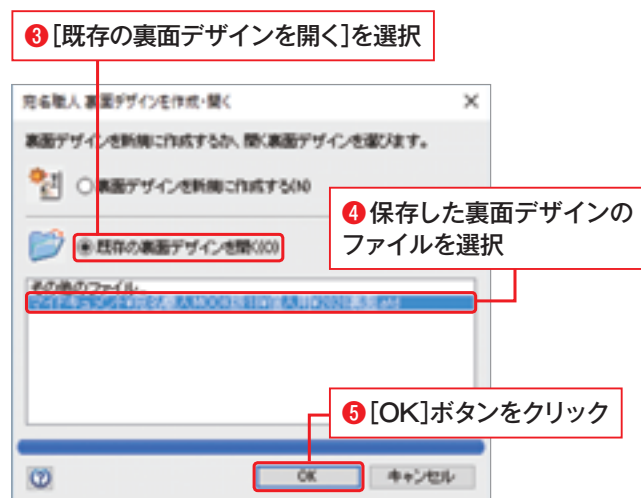 ❸[既存の裏面デザインを開く]を選択
宛名職人 裏面デザインを作成・開く
裏面デザインを新規に作成するか、開く裏面デザインを選びます。
裏面デザインを新規に作成する(N)
❹保存した裏面デザインの
ファイルを選択
既存の裏面デザインを開く(O)
その他のファイル...
❺[OK]ボタンをクリック
OK
キャンセル